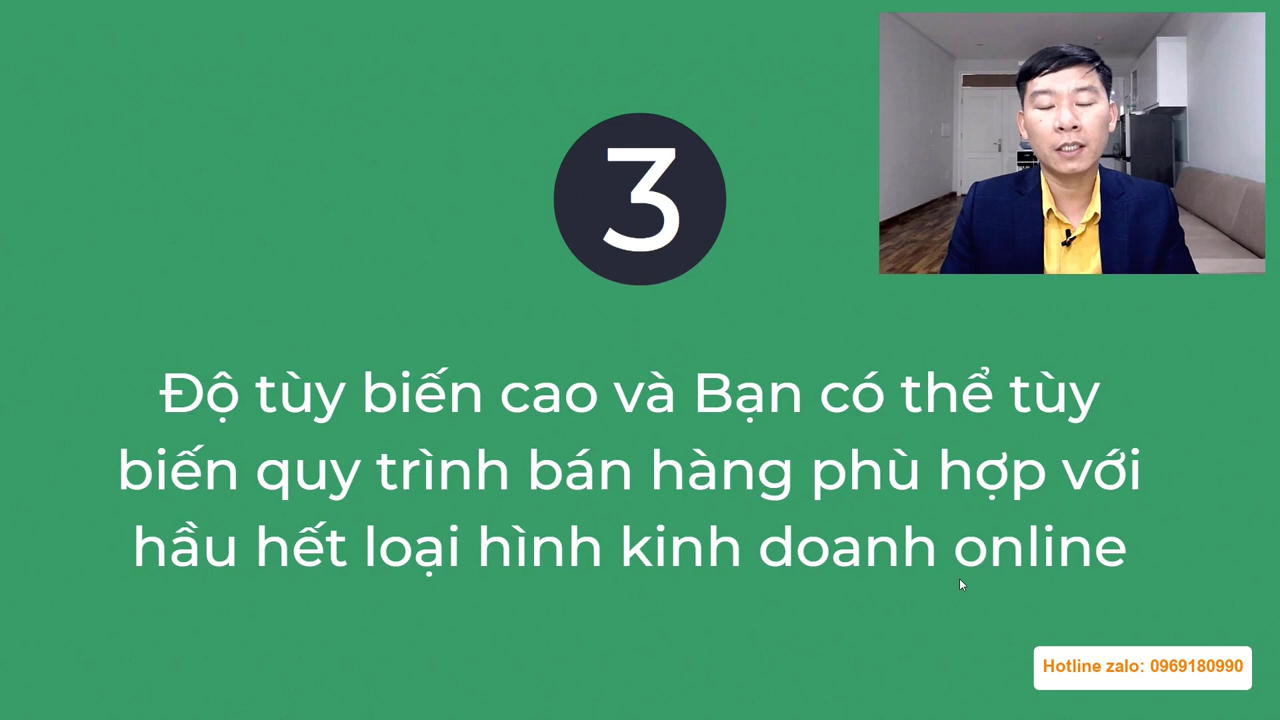 3
Độ tùy biến cao và Bạn có thể tùy
biến quy trình bán hàng phù hợp với
hầu hết loại hình kinh doanh online
Hotline zalo: 0969180990